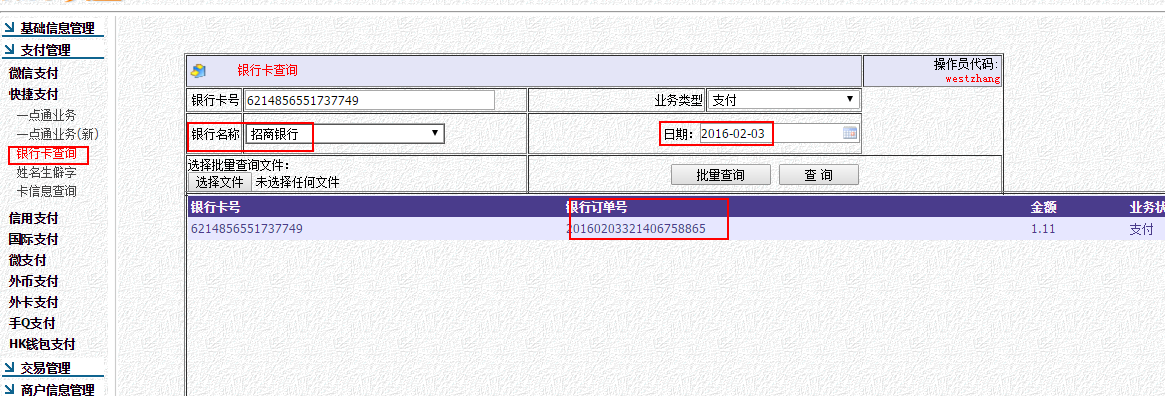 基础信息管理
支付管理
微信支付
快捷支付
一点通业务
一点通业务(新)
银行卡查询
姓名生僻字
卡信息查询
信用支付
国际支付
微支付
外币支付
外卡支付
手Q支付
HK钱包支付
交易管理
商户信息管理
银行卡查询
操作员代码:
westzhang
银行卡号 6214856551737749 业务类型 支付
银行名称 招商银行 日期: 2016-02-03
选择批量查询文件:
选择文件 未选择任何文件 批量查询 查 询
银行卡号 银行订单号 金额 业务状
6214856551737749 20160203321406758865 1.11 支付